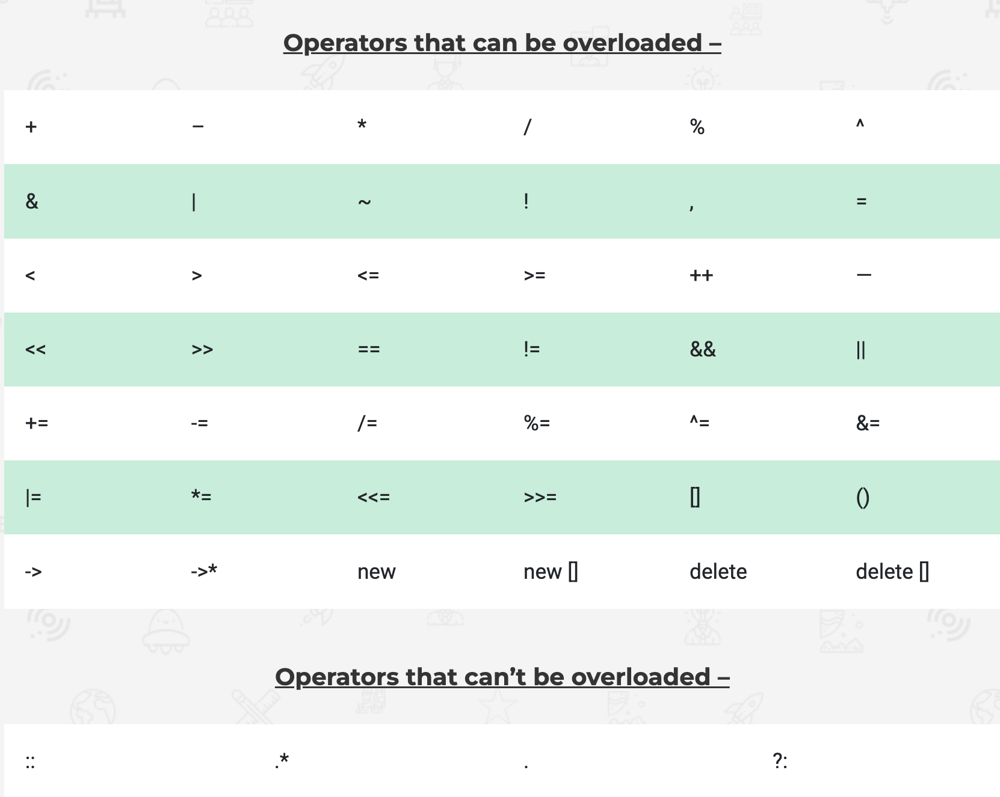 Operators that can be overloaded –
+ – * / % ^
& | ~ ! , =
< > <= >= ++ —
<< >> == != && ||
+= -= /= %= ^= &=
|= *= <<= >>= [] ()
-> ->* new new [] delete delete []
Operators that can’t be overloaded –
:: .* . ?: